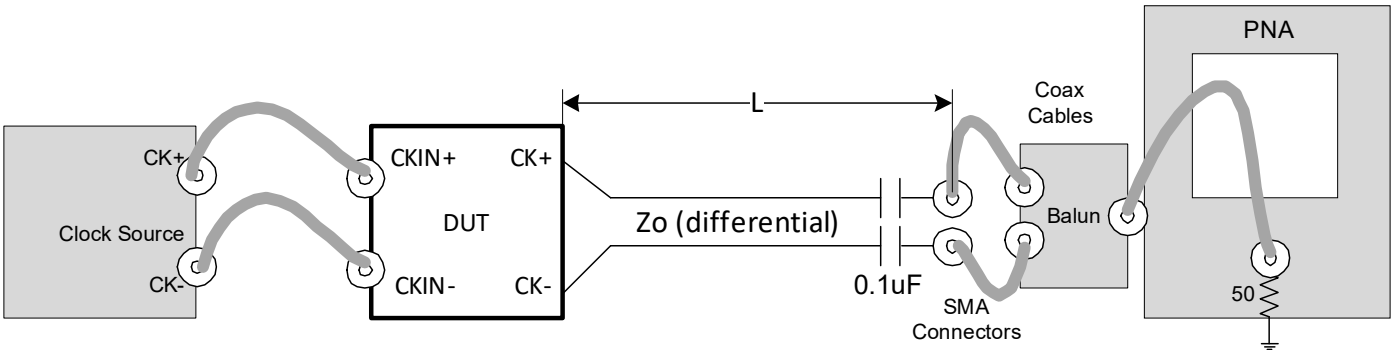 PNA
L
Coax
Cables
CK+
CKIN+
CK+
Zo (differential)
Balun
Clock Source
DUT
CK-
CKIN-
CK-
0.1uF
SMA
Connectors
50